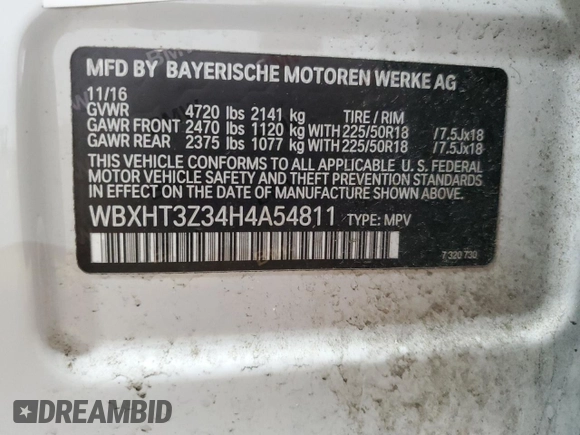 MFD BY BAYERISCHE MOTOREN WERKE AG
11/16
GVWR 4720 lbs 2141 kg TIRE / RIM
GAWR FRONT 2470 lbs 1120 kg WITH 225/50R18 /7.5Jx18
GAWR REAR 2375 lbs 1077 kg WITH 225/50R18 /7.5Jx18
THIS VEHICLE CONFORMS TO ALL APPLICABLE U.S. FEDERAL
MOTOR VEHICLE SAFETY AND THEFT PREVENTION STANDARDS
IN EFFECT ON THE DATE OF MANUFACTURE SHOWN ABOVE.
WBXHT3Z34H4A54811 TYPE: MPV
7 320 730
DREAMBID